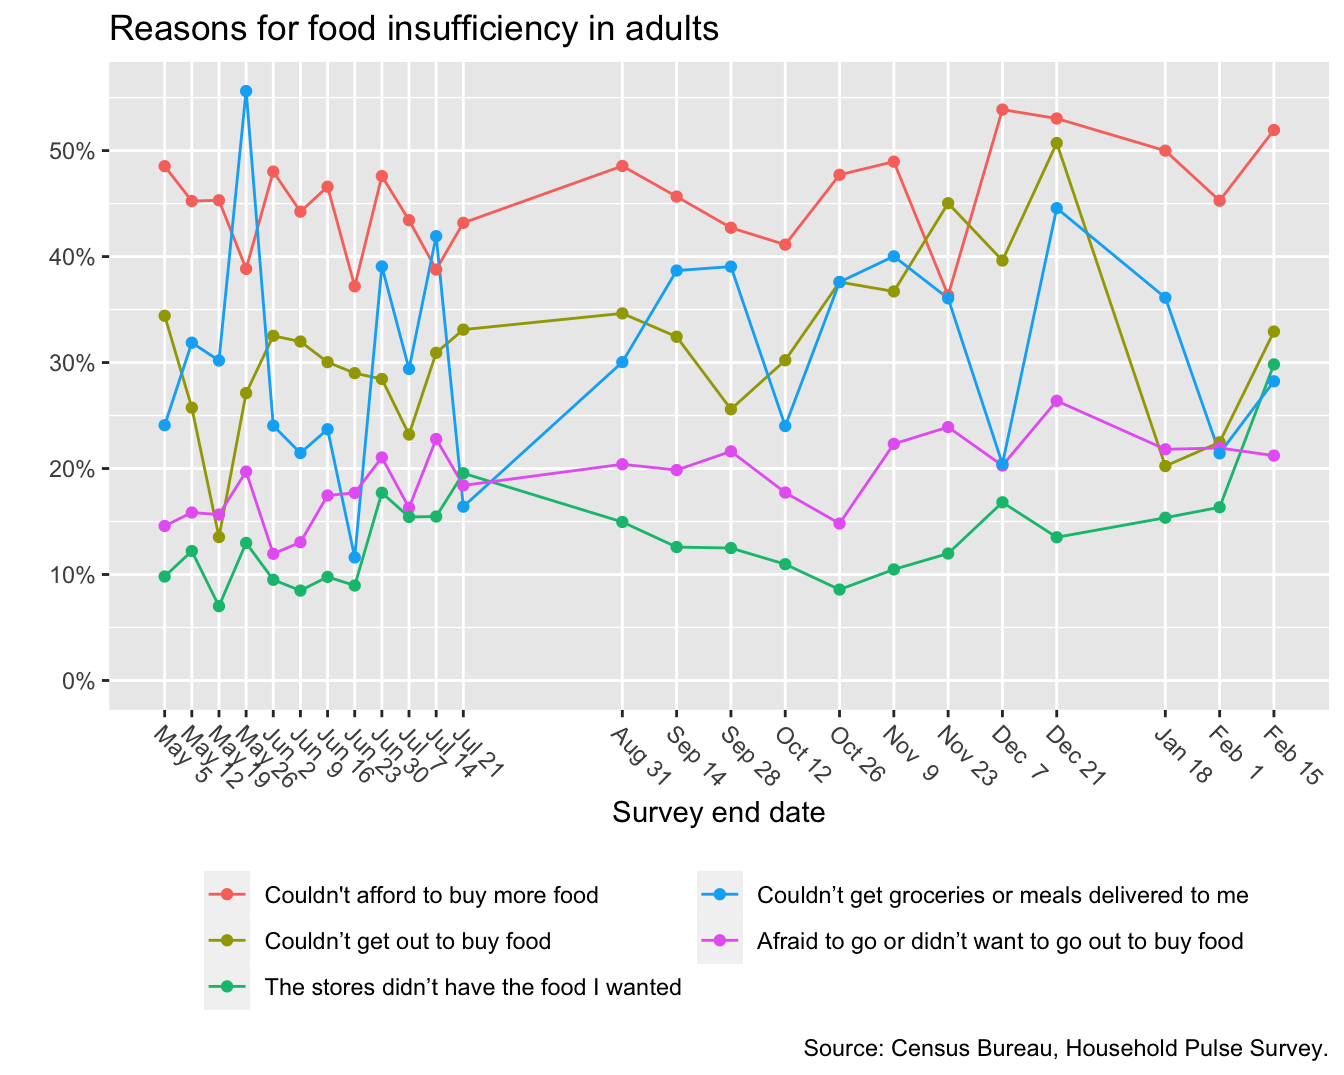 Reasons for food insufficiency in adults
50%
40%
30%
20%
10%
0%
May 5
May 12
May 19
May 26
Jun 2
Jun 9
Jun 16
Jun 23
Jun 30
Jul 7
Jul 14
Jul 21
Aug 31
Sep 14
Sep 28
Oct 12
Oct 26
Nov 9
Nov 23
Dec 7
Dec 21
Jan 18
Feb 1
Feb 15
Survey end date
Couldn't afford to buy more food
Couldn’t get out to buy food
The stores didn’t have the food I wanted
Couldn’t get groceries or meals delivered to me
Afraid to go or didn’t want to go out to buy food
Source: Census Bureau, Household Pulse Survey.